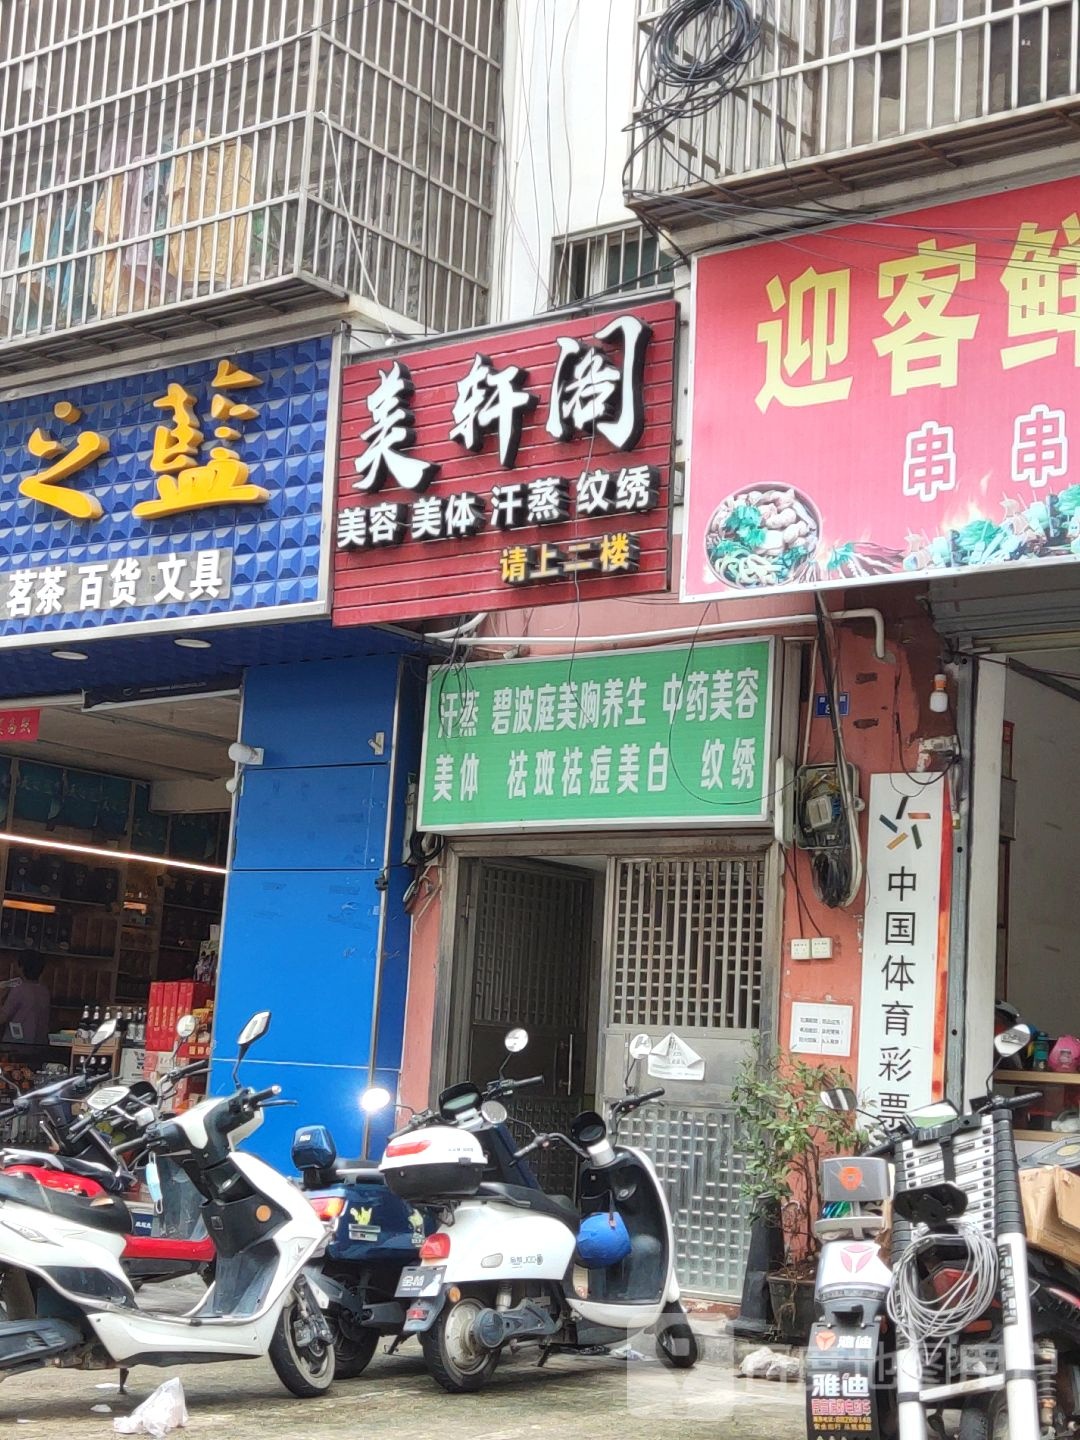 之蓝
茗茶 百货 文具
美轩阁
美容 美体 汗蒸 纹绣
请上二楼
迎客鲜
串 串
汗蒸 碧波庭美胸养生 中药美容
美体 祛斑祛痘美白 纹绣
中国体育彩票
雅迪
雅迪